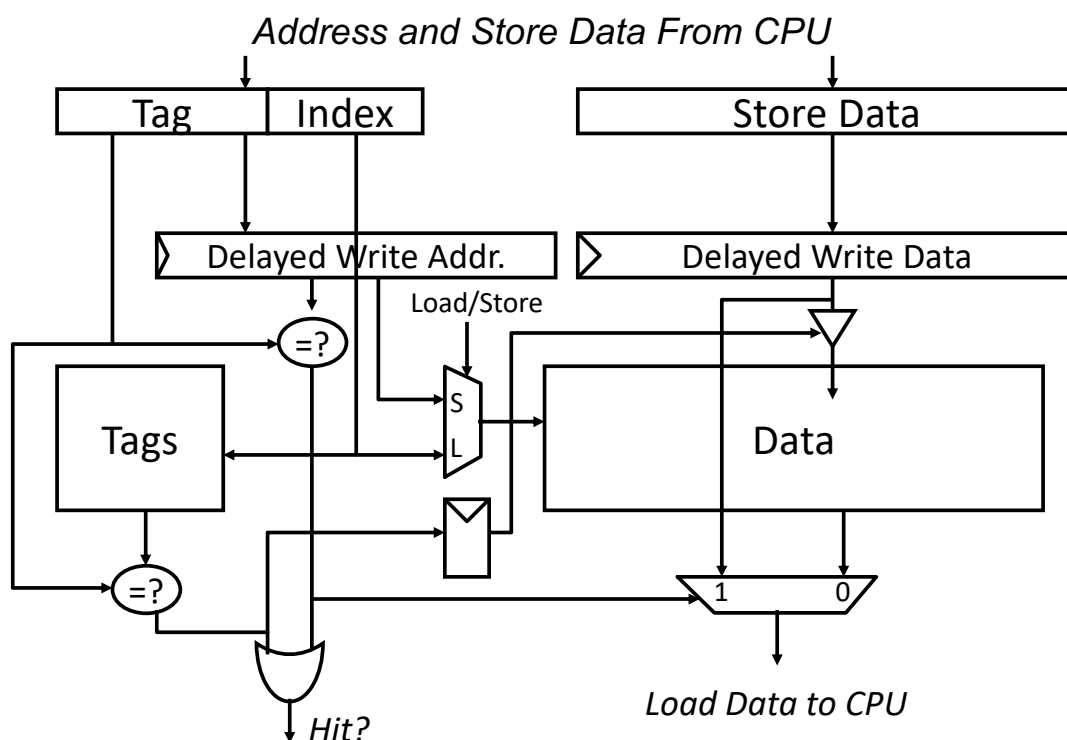 Address and Store Data From CPU
Tag Index Store Data
Delayed Write Addr. Delayed Write Data
Load/Store
=?
S
Tags Data
L
=?
1 0
Load Data to CPU
Hit?